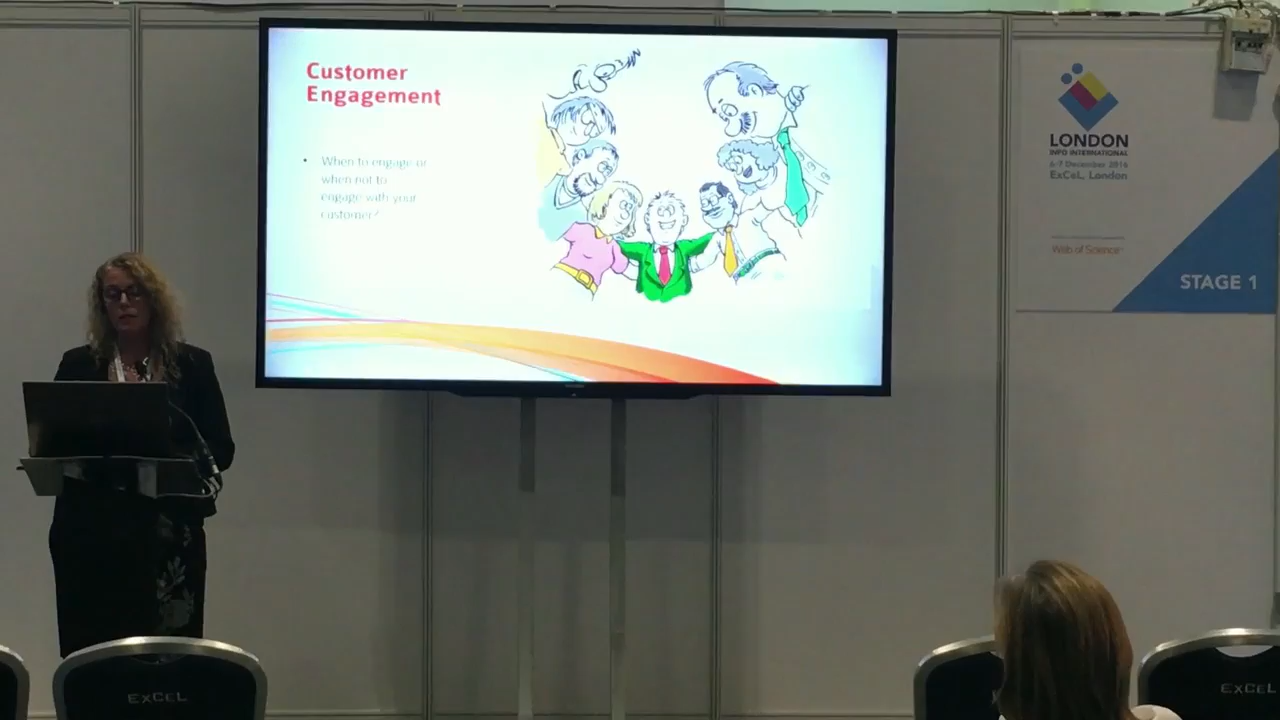 Customer
Engagement
• When to engage or
when not to
engage with your
customer?
LONDON
INFO INTERNATIONAL
6-7 December 2016
ExCeL, London
Web of Science
STAGE 1
EXCEL
EXCEL